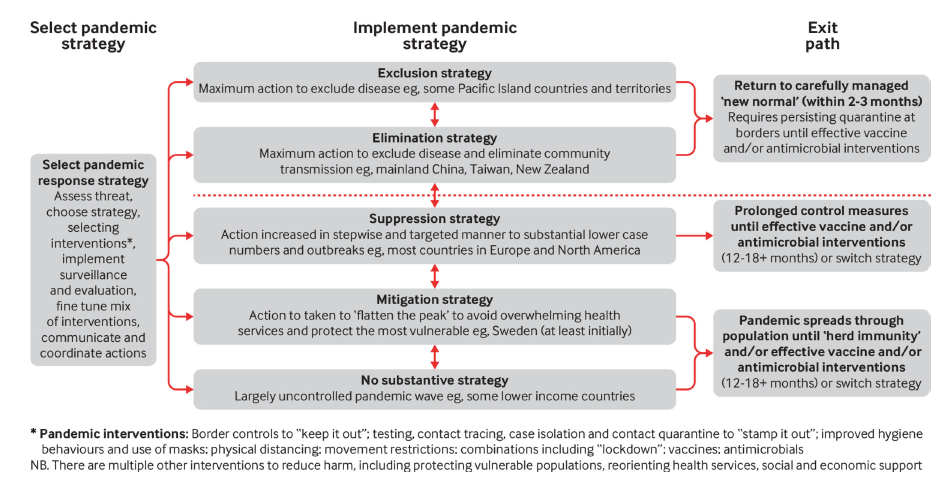 Select pandemic
strategy
Implement pandemic
strategy
Exit
path
Select pandemic
response strategy
Assess threat,
choose strategy,
selecting
interventions*,
implement
surveillance
and evaluation,
fine tune mix
of interventions,
communicate and
coordinate actions
Exclusion strategy
Maximum action to exclude disease eg, some Pacific Island countries and territories
Elimination strategy
Maximum action to exclude disease and eliminate community
transmission eg, mainland China, Taiwan, New Zealand
Suppression strategy
Action increased in stepwise and targeted manner to substantial lower case
numbers and outbreaks eg, most countries in Europe and North America
Mitigation strategy
Action to taken to ‘flatten the peak’ to avoid overwhelming health
services and protect the most vulnerable eg, Sweden (at least initially)
No substantive strategy
Largely uncontrolled pandemic wave eg, some lower income countries
Return to carefully managed
‘new normal’ (within 2-3 months)
Requires persisting quarantine at
borders until effective vaccine
and/or antimicrobial interventions
Prolonged control measures
until effective vaccine and/or
antimicrobial interventions
(12-18+ months) or switch strategy
Pandemic spreads through
population until ‘herd immunity’
and/or effective vaccine and/or
antimicrobial interventions
(12-18+ months) or switch strategy
* Pandemic interventions: Border controls to “keep it out”; testing, contact tracing, case isolation and contact quarantine to “stamp it out”; improved hygiene
behaviours and use of masks; physical distancing; movement restrictions; combinations including “lockdown”; vaccines; antimicrobials
NB. There are multiple other interventions to reduce harm, including protecting vulnerable populations, reorienting health services, social and economic support